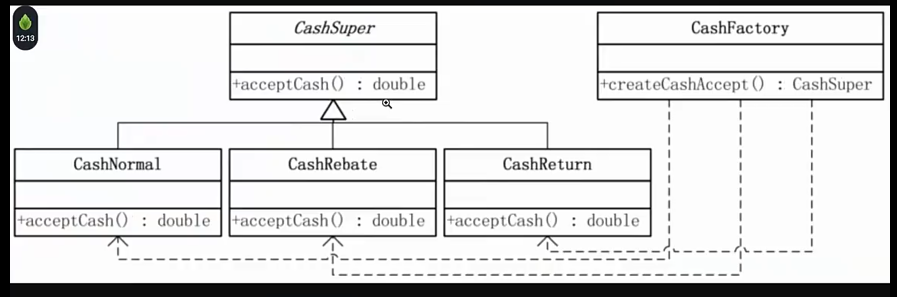 12:13
CashSuper
+acceptCash() : double
CashFactory
+createCashAccept() : CashSuper
CashNormal
+acceptCash() : double
CashRebate
+acceptCash() : double
CashReturn
+acceptCash() : double